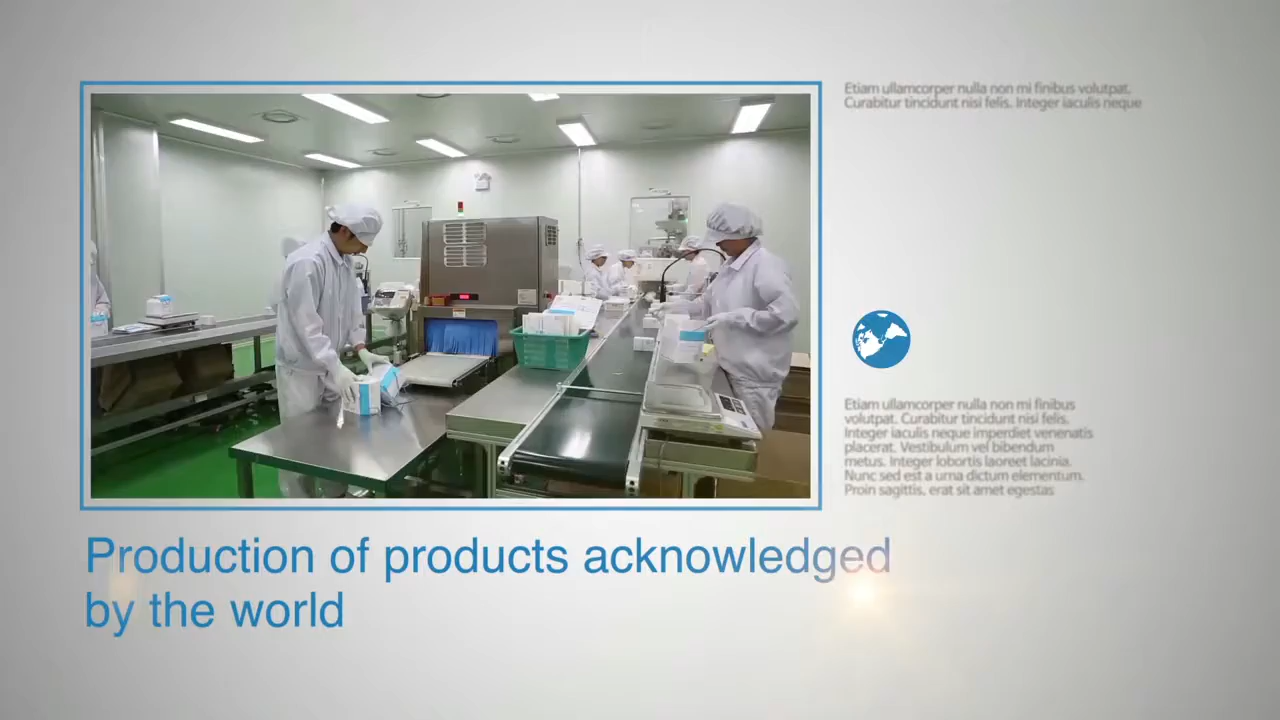 Etiam ullamcorper nulla non mi finibus volutpat.
Curabitur tincidunt nisi felis. Integer iaculis neque
Etiam ullamcorper nulla non mi finibus
volutpat. Curabitur tincidunt nisi felis.
Integer iaculis neque imperdiet venenatis
placerat. Vestibulum vel bibendum
metus. Integer lobortis laoreet lacinia.
Nunc sed est a urna dictum elementum.
Proin sagittis, erat sit amet egestas
Production of products acknowledged
by the world